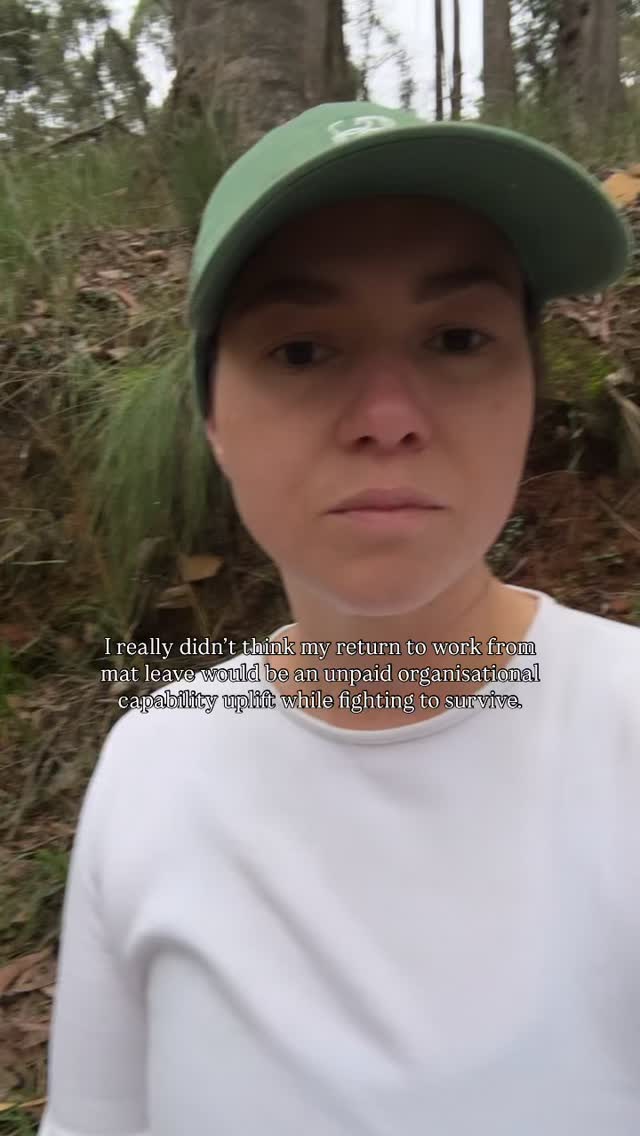 I really didn’t think my return to work from
mat leave would be an unpaid organisational
capability uplift while fighting to survive.